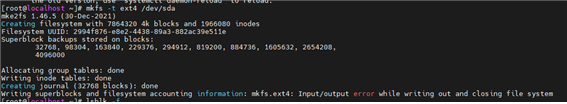 the old version, use `systemctl daemon-reload` to reload.
[root@localhost ~]# mkfs -t ext4 /dev/sda
mke2fs 1.46.5 (30-Dec-2021)
Creating filesystem with 7864320 4k blocks and 1966080 inodes
Filesystem UUID: 2994f876-e8e2-4438-89a3-882ac39e511e
Superblock backups stored on blocks:
32768, 98304, 163840, 229376, 294912, 819200, 884736, 1605632, 2654208,
4096000
Allocating group tables: done
Writing inode tables: done
Creating journal (32768 blocks): done
Writing superblocks and filesystem accounting information: mkfs.ext4: Input/output error while writing out and closing file system
[root@localhost ~]# lsblk -f